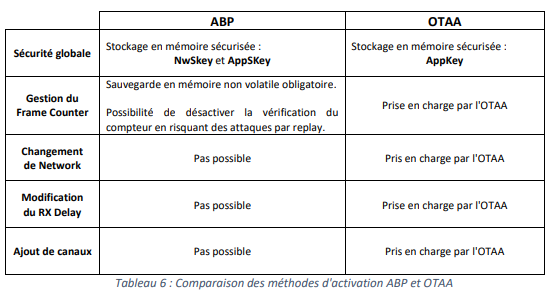 ABP OTAA
Sécurité globale
Stockage en mémoire sécurisée :
NwSkey et AppSKey
Stockage en mémoire sécurisée :
AppKey
Gestion du
Frame Counter
Sauvegarde en mémoire non volatile obligatoire.
Possibilité de désactiver la vérification du
compteur en risquant des attaques par replay.
Prise en charge par l'OTAA
Changement
de Network
Pas possible
Pris en charge par l'OTAA
Modification
du RX Delay
Pas possible
Prise en charge par l'OTAA
Ajout de canaux
Pas possible
Pris en charge par l'OTAA
Tableau 6 : Comparaison des méthodes d'activation ABP et OTAA